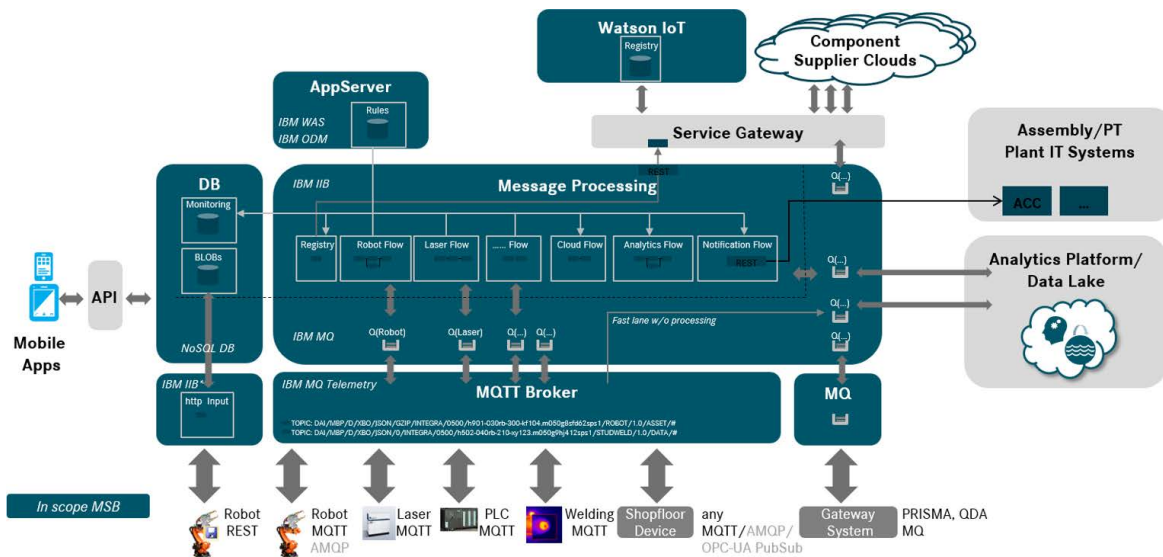 Watson IoT
Registry
Component
Supplier Clouds
AppServer
Rules
IBM WAS
IBM ODM
Service Gateway
Assembly/PT
Plant IT Systems
ACC
...
DB
Monitoring
BLOBs
NoSQL DB
IBM IIB
Message Processing
REST
Q(...)
Registry
Robot Flow
Laser Flow
...... Flow
Cloud Flow
Analytics Flow
Notification Flow
REST
Q(...)
Q(...)
Q(...)
Analytics Platform/
Data Lake
API
Mobile
Apps
IBM MQ
Q(Robot)
Q(Laser)
Q(...)
Q(...)
Fast lane w/o processing
IBM IIB*
http Input
IBM MQ Telemetry
MQTT Broker
MQ
In scope MSB
Robot
REST
Robot
MQTT
AMQP
Laser
MQTT
PLC
MQTT
Welding
MQTT
Shopfloor
Device
any
MQTT/AMQP/
OPC-UA PubSub
Gateway
System
PRISMA, QDA
MQ